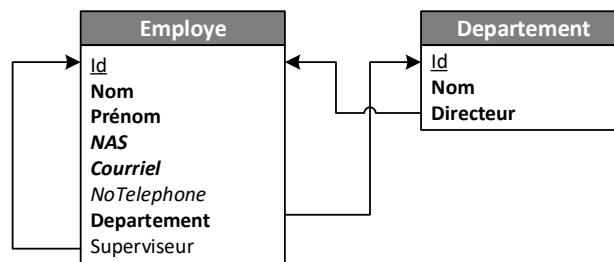 Employe
Id
Nom
Prénom
NAS
Courriel
NoTelephone
Departement
Superviseur
Departement
Id
Nom
Directeur